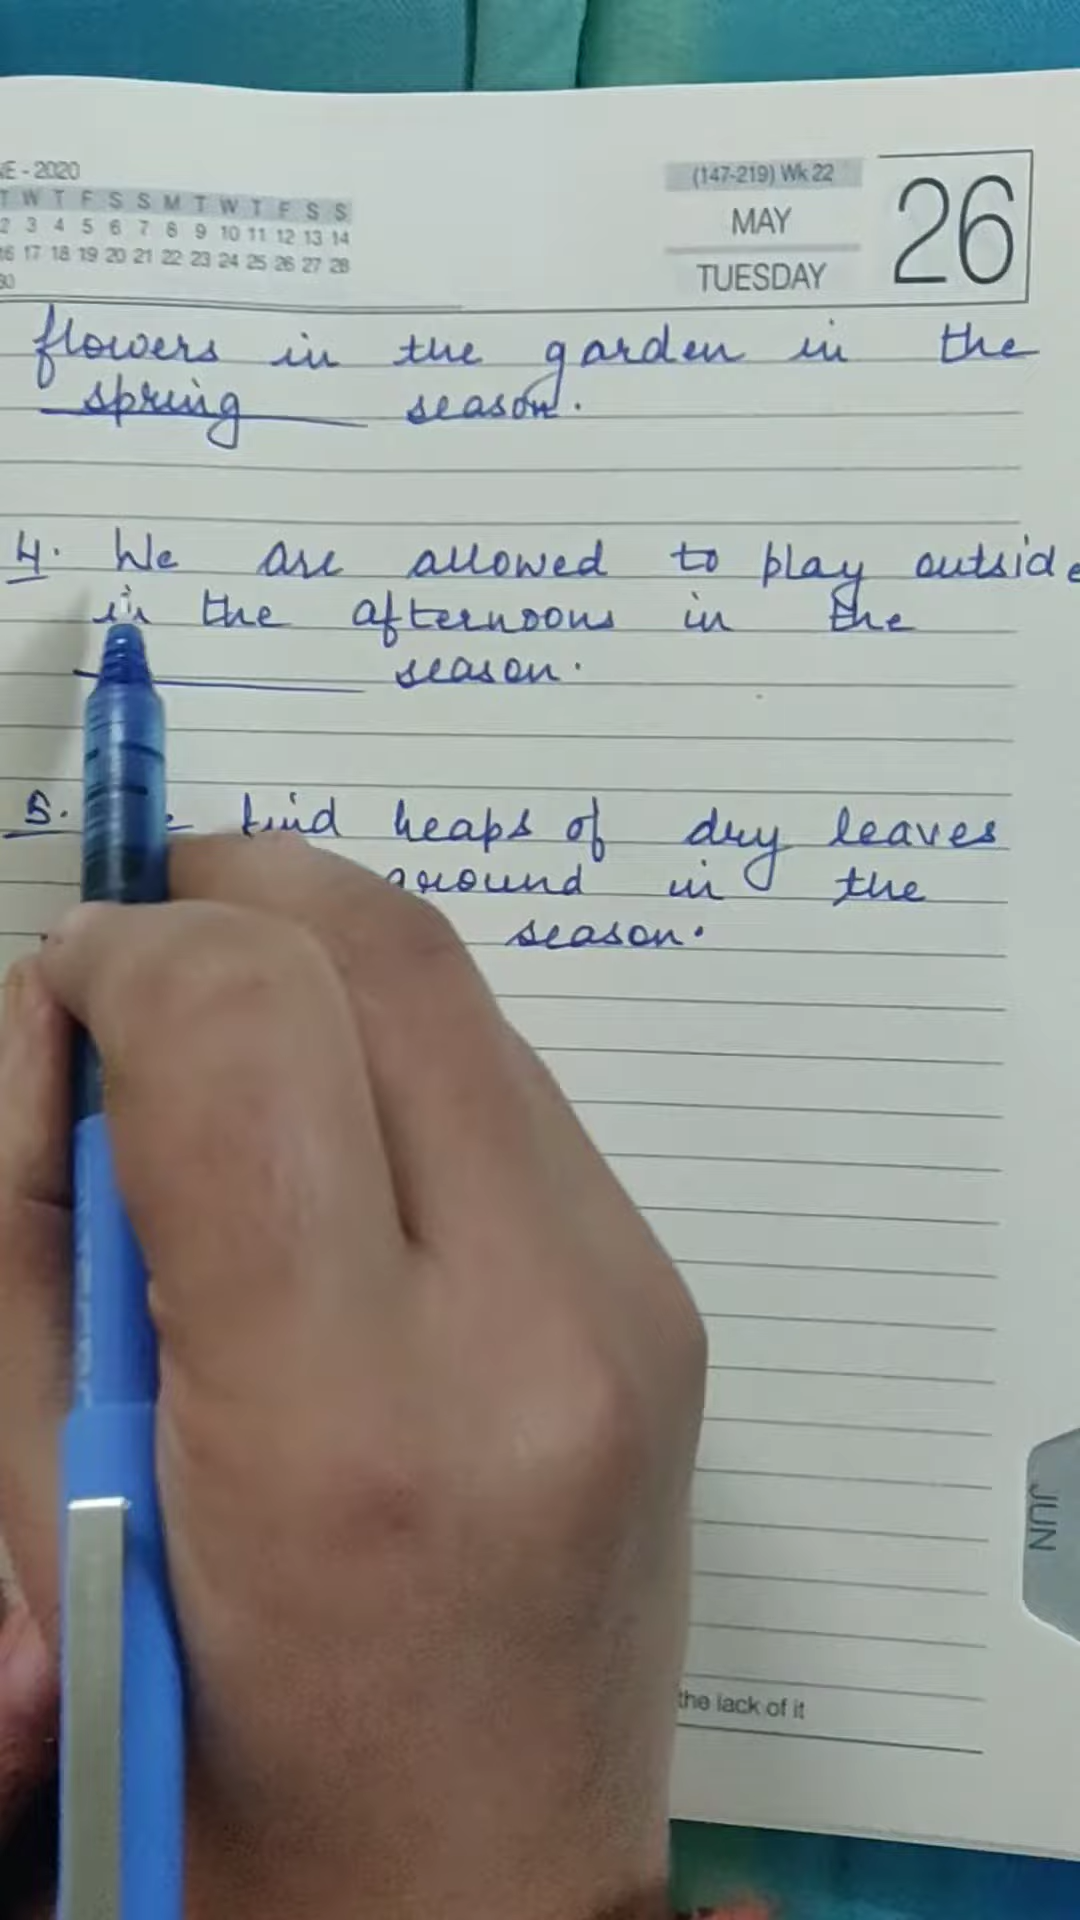 NE - 2020
T W T F S S M T W T F S S
2 3 4 5 6 7 8 9 10 11 12 13 14
16 17 18 19 20 21 22 23 24 25 26 27 28
30
(147-219) Wk 22
MAY
TUESDAY
26
flowers in the garden in the
spring season.
4. We are allowed to play outside
in the afternoons in the
season.
5. find heaps of dry leaves
around in the
season.
JUN
the lack of it